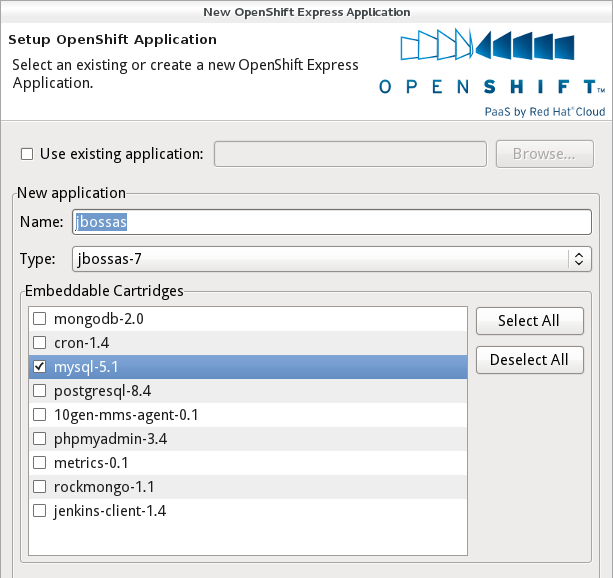 New OpenShift Express Application
Setup OpenShift Application
Select an existing or create a new OpenShift Express
Application.
OPENSHIFT™
PaaS by Red Hat® Cloud
Use existing application:
Browse...
New application
Name: jbossas
Type: jbossas-7
Embeddable Cartridges
mongodb-2.0
Select All
cron-1.4
mysql-5.1
Deselect All
postgresql-8.4
10gen-mms-agent-0.1
phpmyadmin-3.4
metrics-0.1
rockmongo-1.1
jenkins-client-1.4